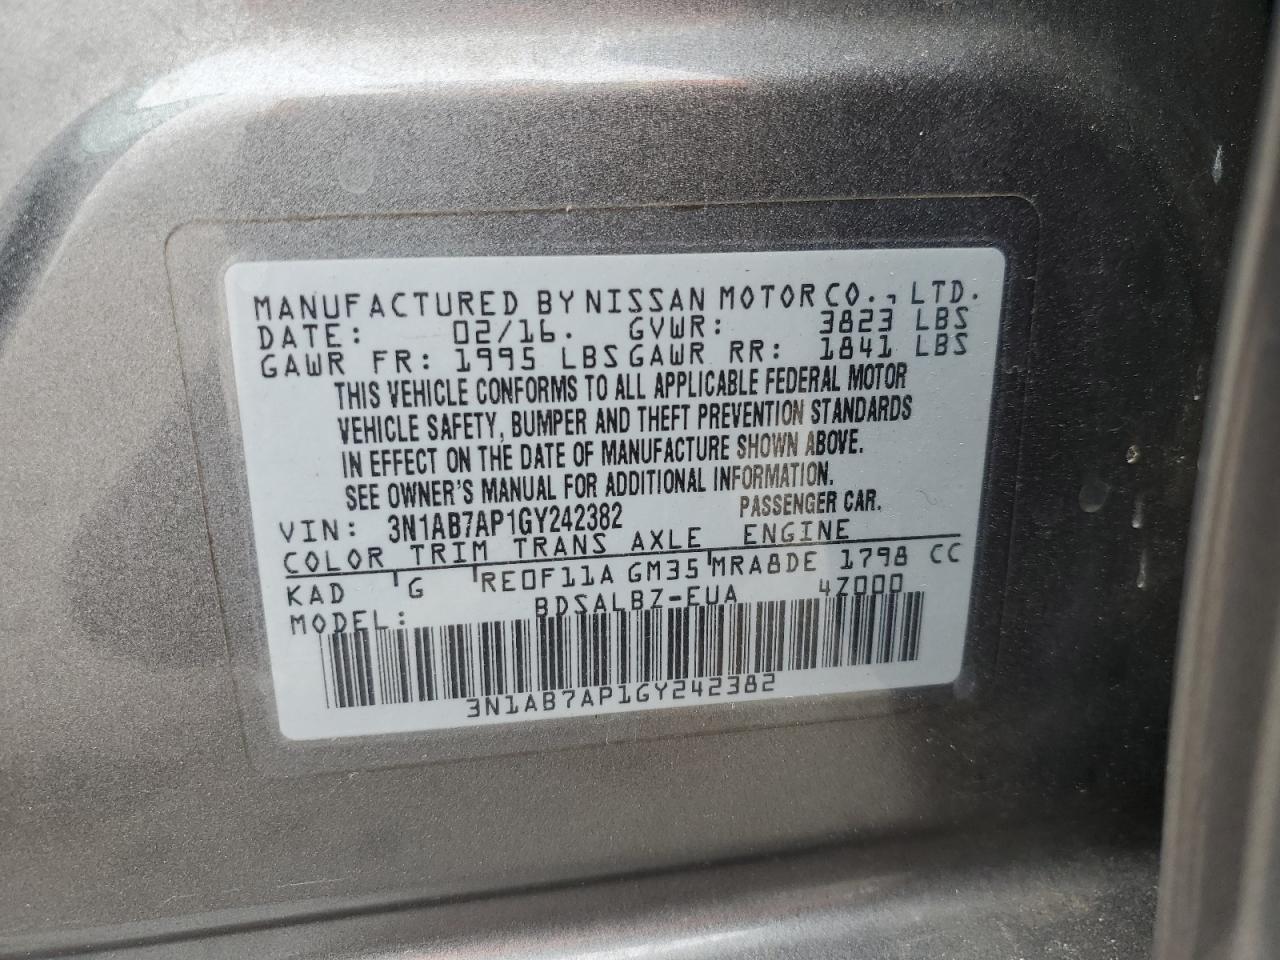 MANUFACTURED BY NISSAN MOTOR CO., LTD.
DATE: 02/16. GVWR: 3823 LBS
GAWR FR: 1995 LBS GAWR RR: 1841 LBS
THIS VEHICLE CONFORMS TO ALL APPLICABLE FEDERAL MOTOR
VEHICLE SAFETY, BUMPER AND THEFT PREVENTION STANDARDS
IN EFFECT ON THE DATE OF MANUFACTURE SHOWN ABOVE.
SEE OWNER'S MANUAL FOR ADDITIONAL INFORMATION.
VIN: 3N1AB7AP1GY242382 PASSENGER CAR.
COLOR TRIM TRANS AXLE ENGINE
KAD G RE0F11A GM35 MRA8DE 1798 CC
MODEL: BDSALBZ-EUA 4Z000
3N1AB7AP1GY242382